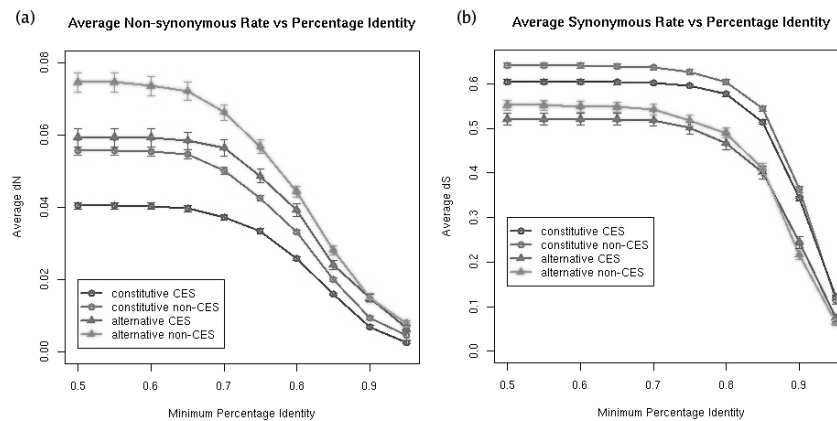 (a)
Average Non-synonymous Rate vs Percentage Identity
Average dN
0.08
0.06
0.04
0.02
0.00
constitutive CES
constitutive non-CES
alternative CES
alternative non-CES
0.5 0.6 0.7 0.8 0.9
Minimum Percentage Identity
(b)
Average Synonymous Rate vs Percentage Identity
Average dS
0.6
0.5
0.4
0.3
0.2
0.1
0.0
constitutive CES
constitutive non-CES
alternative CES
alternative non-CES
0.5 0.6 0.7 0.8 0.9
Minimum Percentage Identity